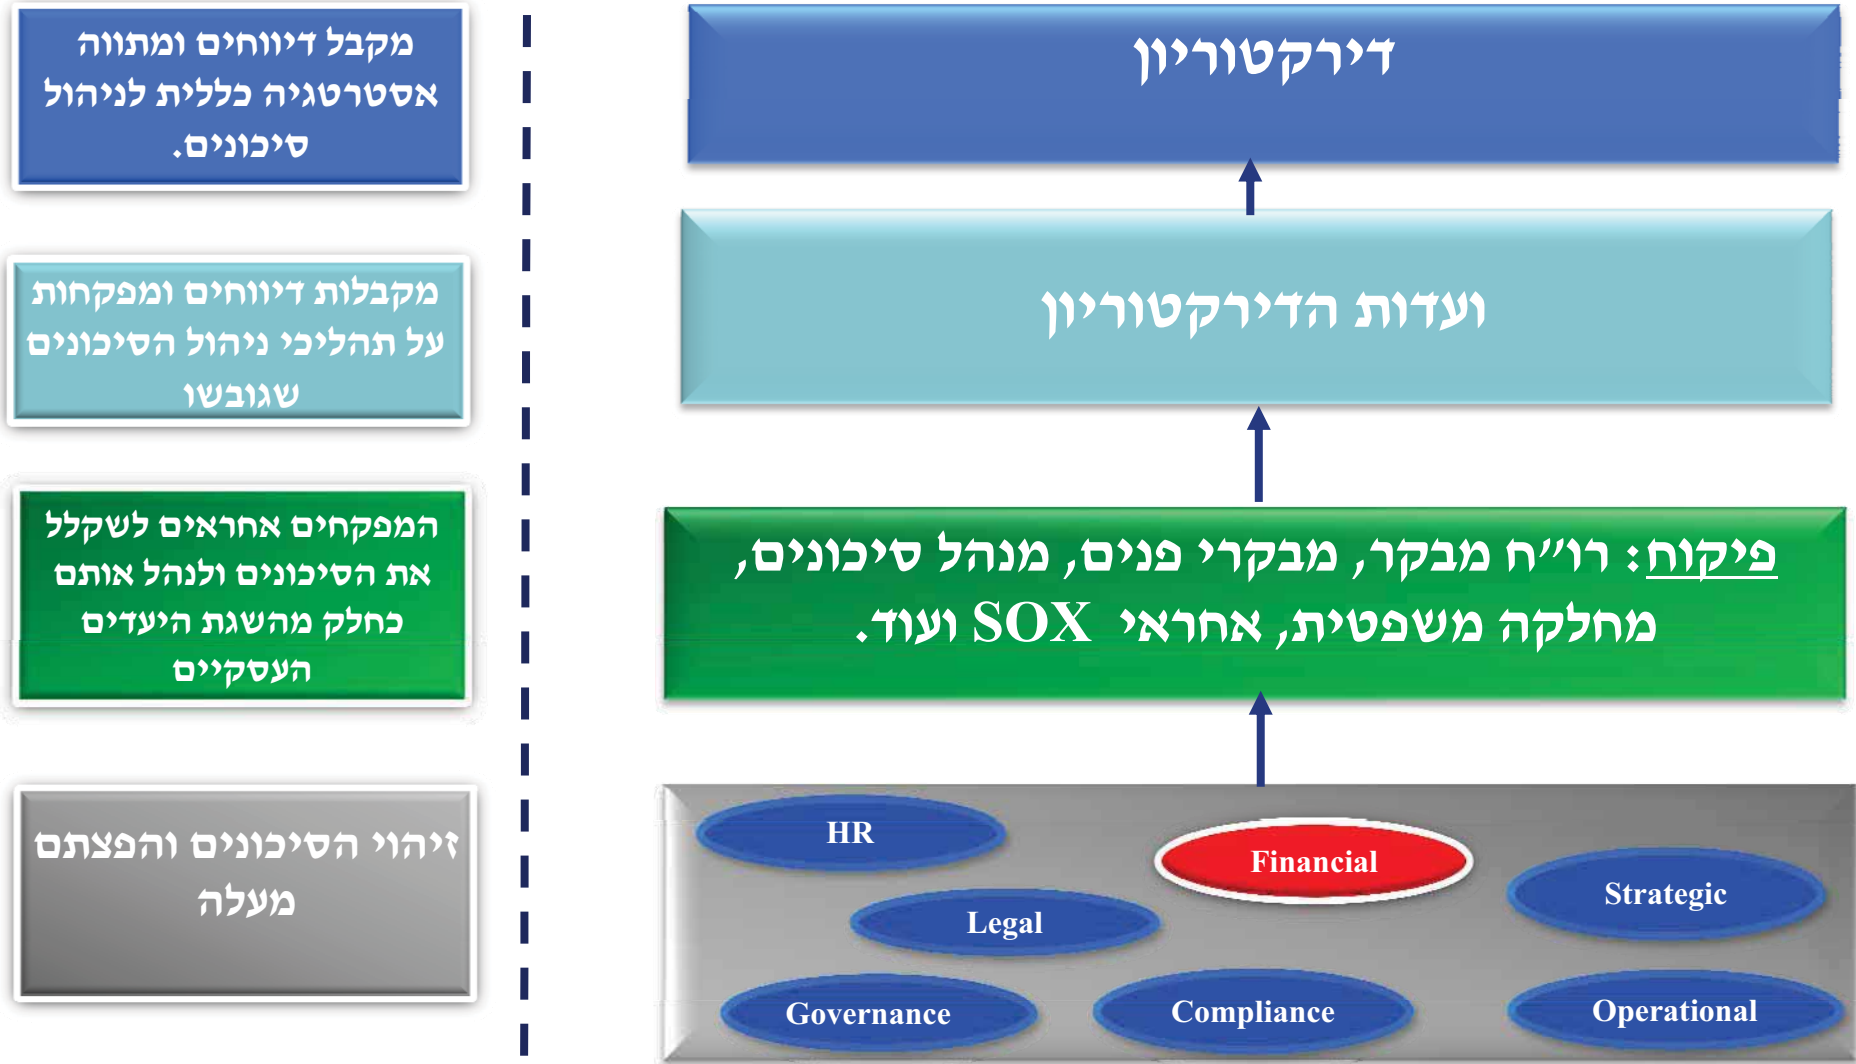 דירקטוריון
מקבל דיווחים ומתווה
אסטרטגיה כללית לניהול
סיכונים.
ועדות הדירקטוריון
מקבלות דיווחים ומפקחות
על תהליכי ניהול הסיכונים
שגובשו
פיקוח: רו״ח מבקר, מבקרי פנים, מנהל סיכונים,
מחלקה משפטית, אחראי SOX ועוד.
המפקחים אחראים לשקלל
את הסיכונים ולנהל אותם
כחלק מהשגת היעדים
העסקיים
HR
Financial
Strategic
Legal
Governance
Compliance
Operational
זיהוי הסיכונים והפצתם
מעלה